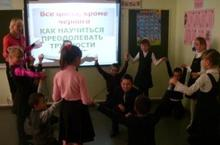 Все цвета, кроме
черного
КАК НАУЧИТЬСЯ
ПРЕОДОЛЕВАТЬ
ТРУДНОСТИ